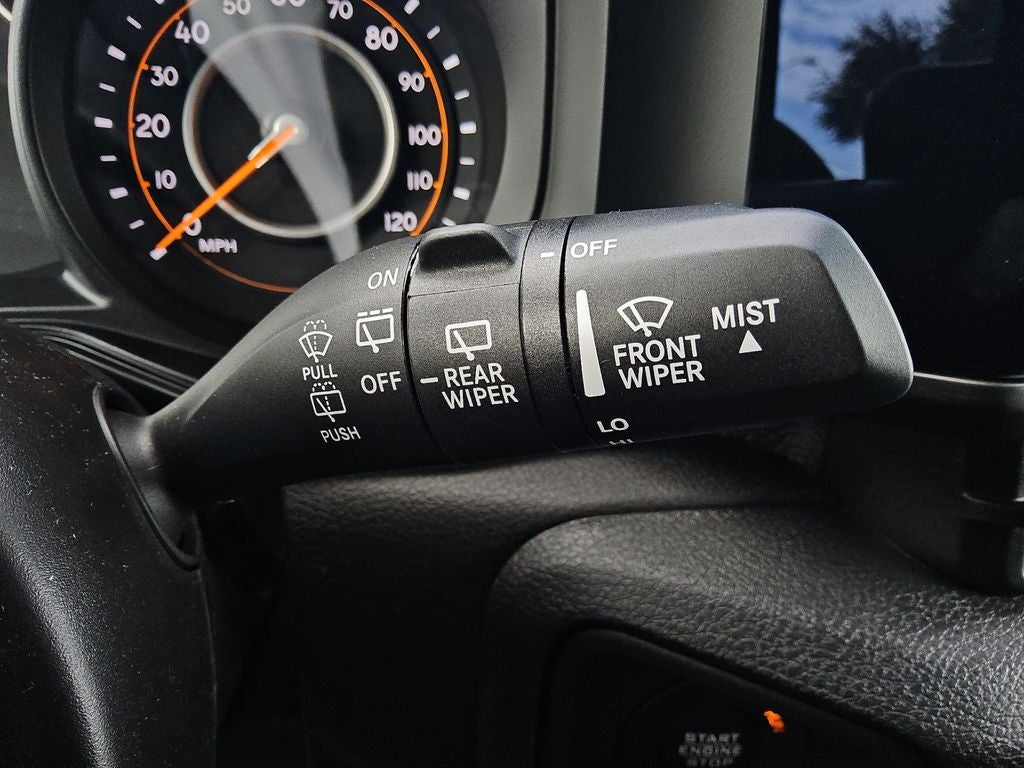 50 60 70
40 80
30 90
20 100
10 110
0 120
MPH
ON
OFF
PULL
PUSH
REAR
WIPER
OFF
FRONT
WIPER
MIST
LO
HI
START
ENGINE
STOP